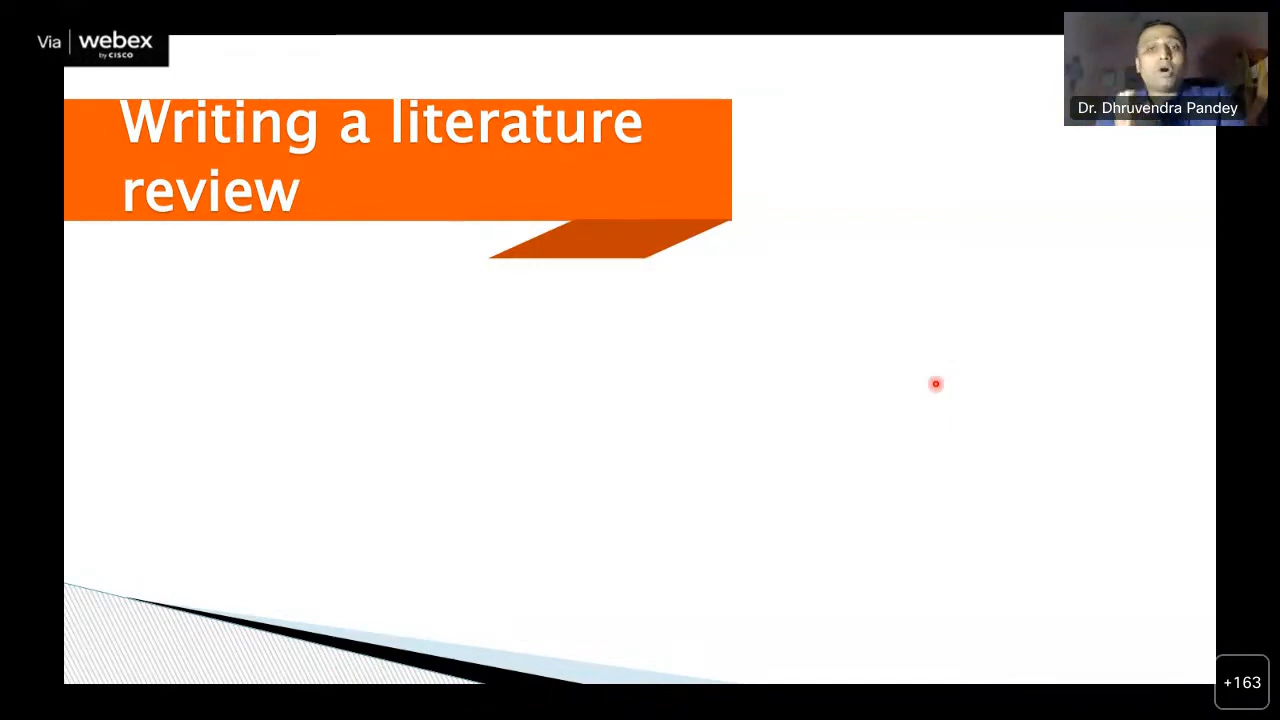 Via | webex
by CISCO
Dr. Dhruvendra Pandey
Writing a literature
review
+163